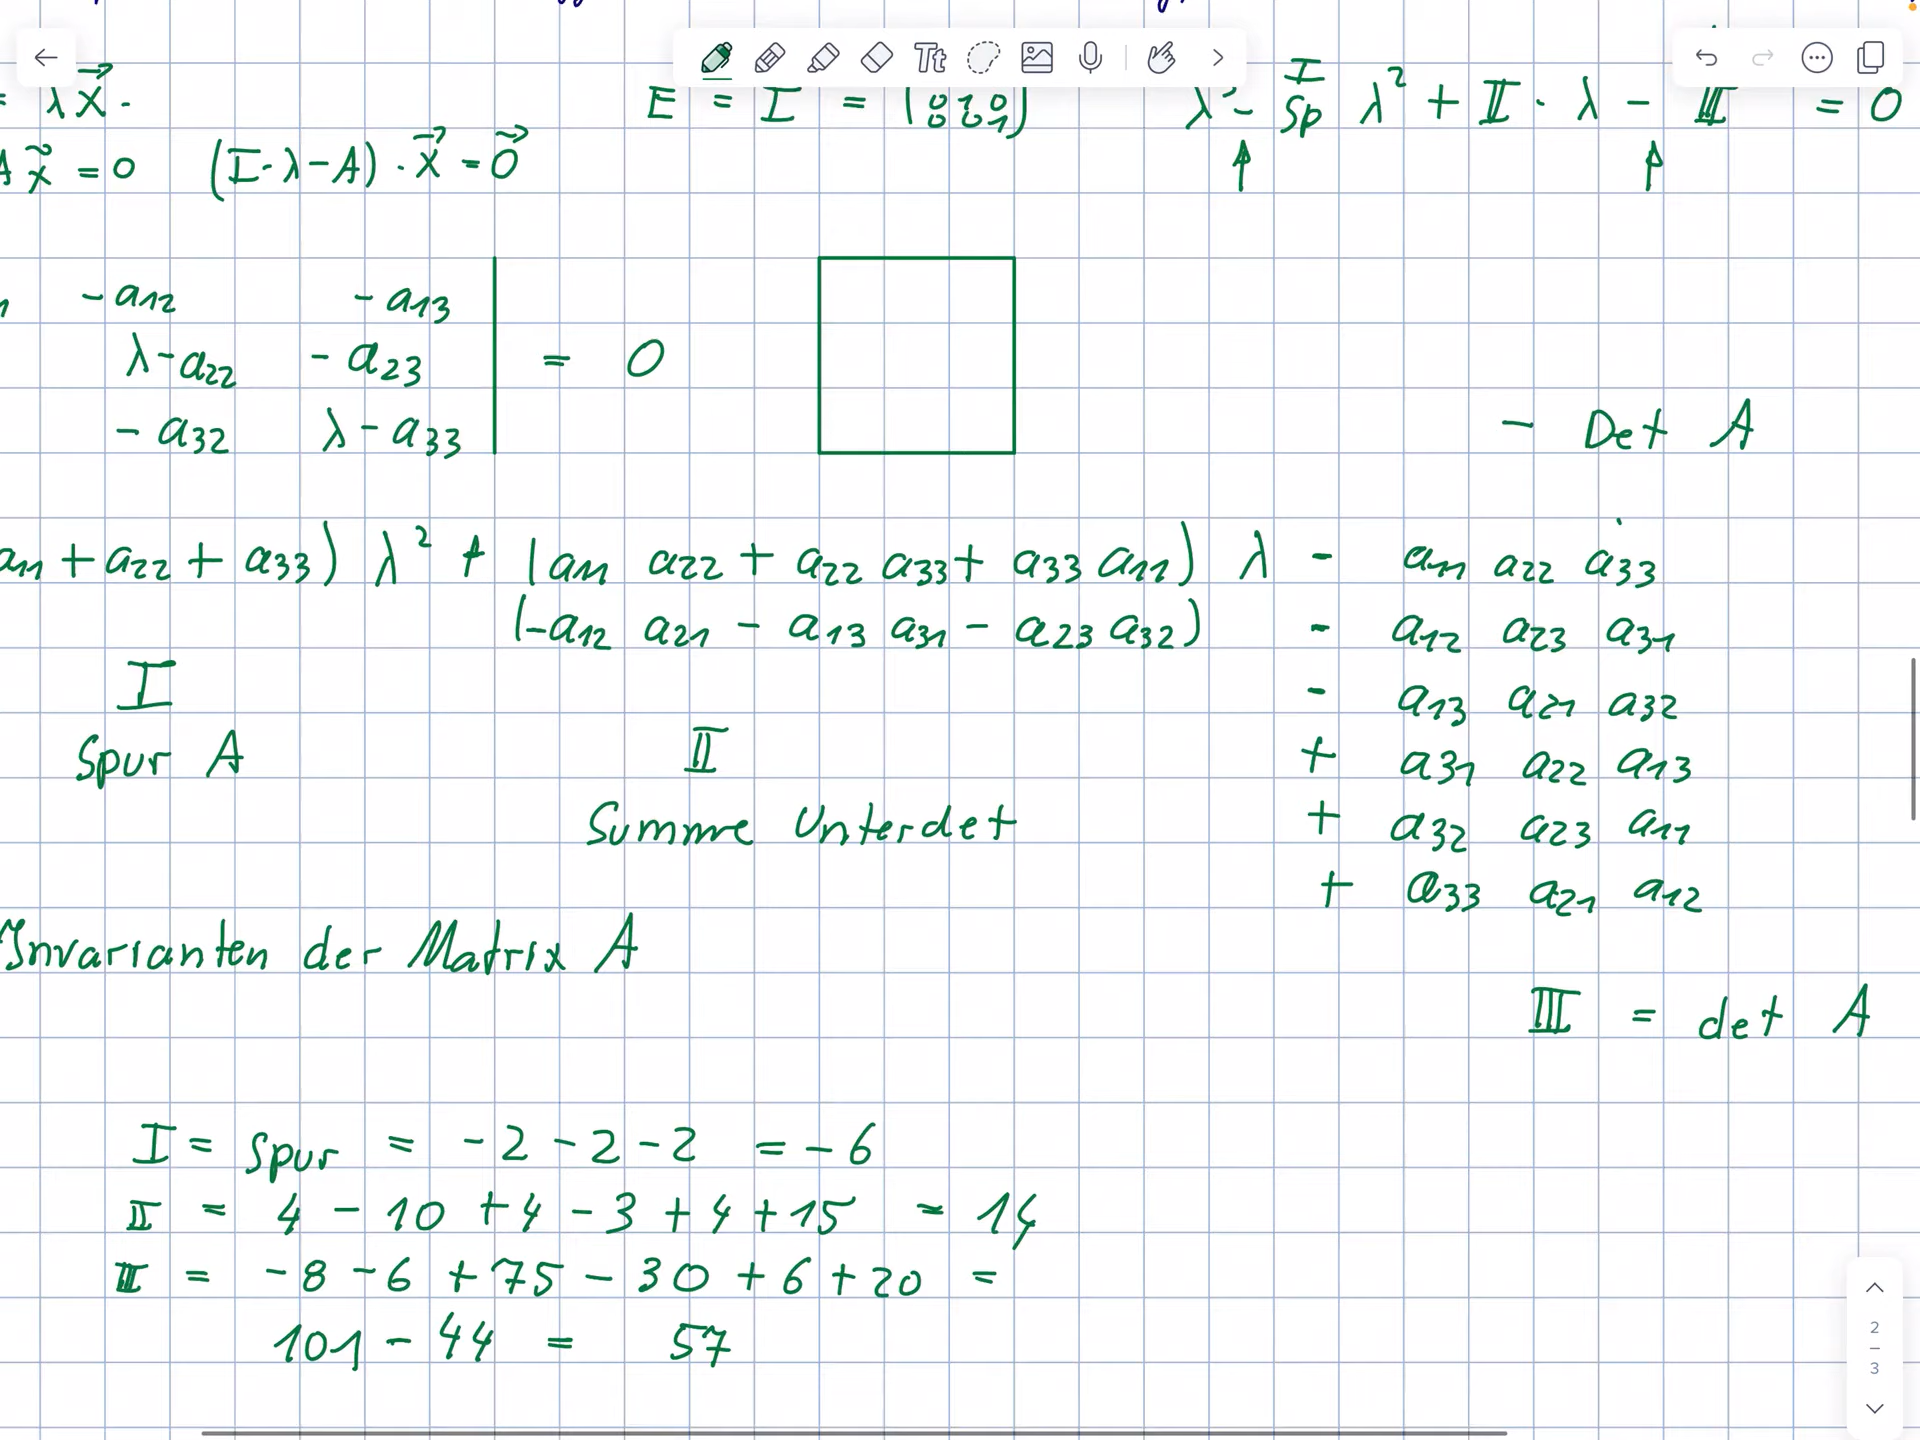 = λ x⃗ .
E = I = (0 1 0
0 0 1)
λ³ - I Sp λ² + II · λ - III = 0
A x⃗ = 0 (I·λ-A) · x⃗ = 0⃗
-a12 -a13
λ-a22 -a23 = 0
-a32 λ-a33
- Det A
a11 + a22 + a33) λ² + (a11 a22 + a22 a33 + a33 a11) λ - a11 a22 a33
(-a12 a21 - a13 a31 - a23 a32) - a12 a23 a31
I
- a13 a21 a32
Spur A
II
+ a31 a22 a13
Summe Unterdet
+ a32 a23 a11
+ a33 a21 a12
Invarianten der Matrix A
III = det A
I = Spur = -2 -2 -2 = -6
II = 4 - 10 + 4 - 3 + 4 + 15 = 14
III = -8 -6 +75 - 30 + 6 + 20 =
101 - 44 = 57
Tt
2
3